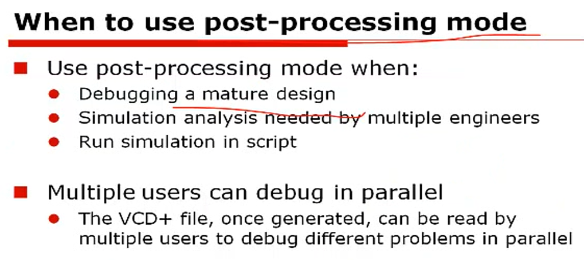 When to use post-processing mode
Use post-processing mode when:
Debugging a mature design
Simulation analysis needed by multiple engineers
Run simulation in script
Multiple users can debug in parallel
The VCD+ file, once generated, can be read by
multiple users to debug different problems in parallel